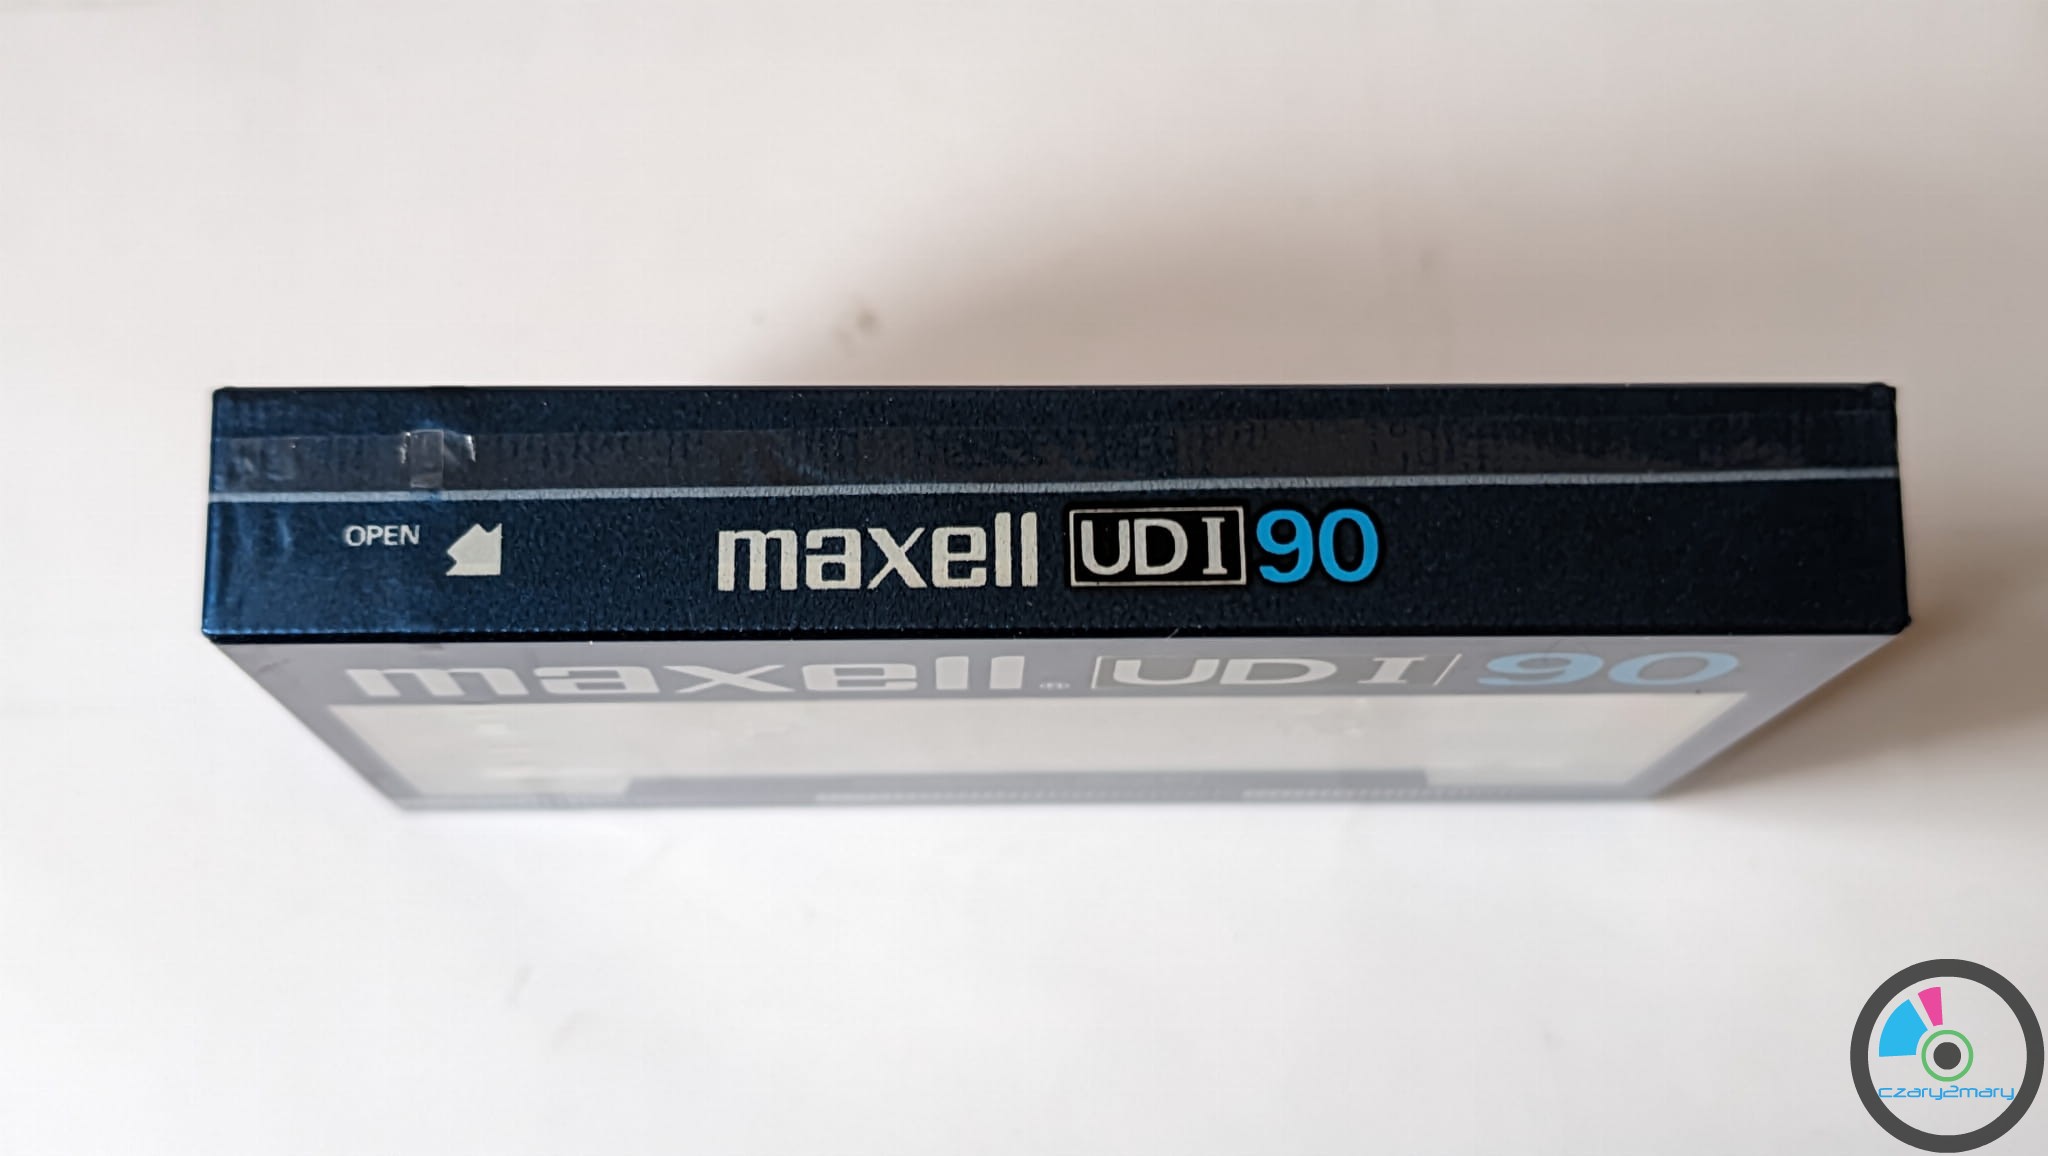 OPEN
maxell UD I 90
maxell® UD I/90
czary2mary